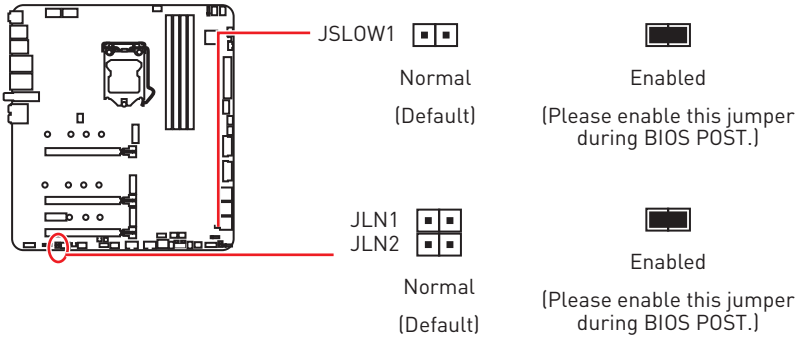 JSLOW1
Normal
(Default)
Enabled
(Please enable this jumper
during BIOS POST.)
JLN1
JLN2
Normal
(Default)
Enabled
(Please enable this jumper
during BIOS POST.)